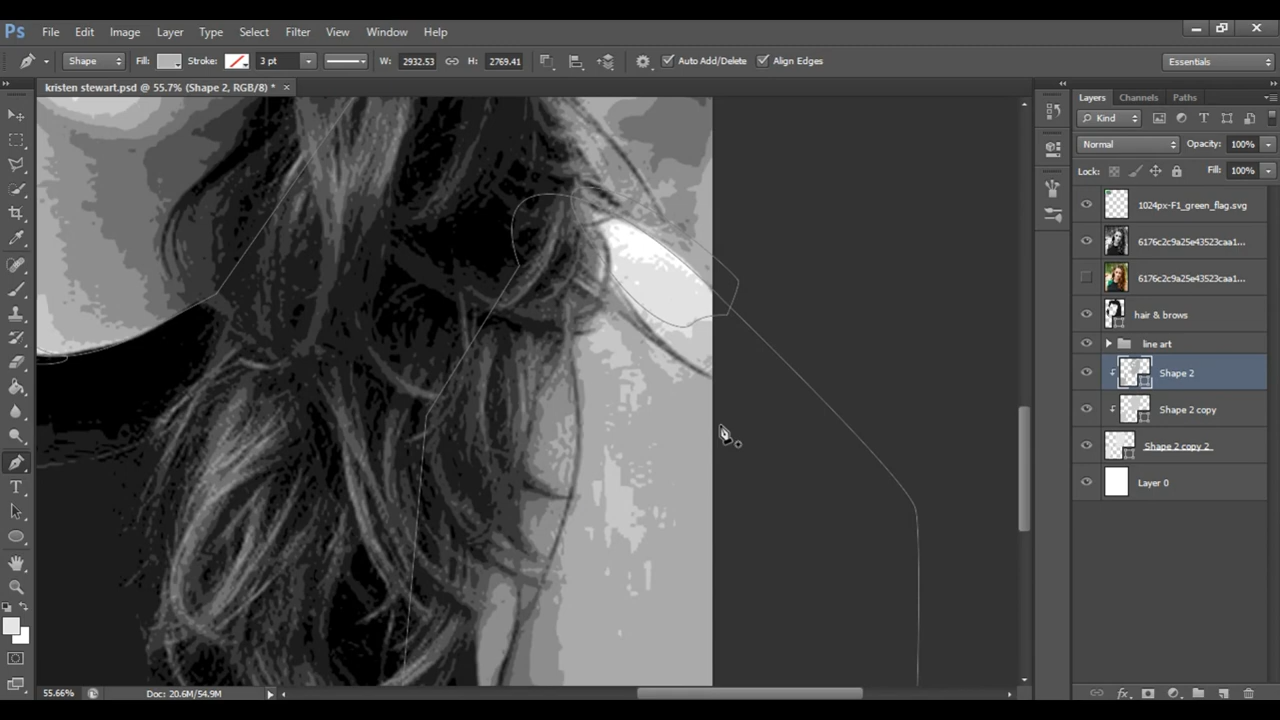 Ps File Edit Image Layer Type Select Filter View Window Help
Shape Fill: Stroke: 3 pt W: 2932.53 H: 2769.41 Auto Add/Delete Align Edges Essentials
kristen stewart.psd @ 55.7% (Shape 2, RGB/8) * ×
Layers Channels Paths
Kind
Normal Opacity: 100%
Lock: Fill: 100%
1024px-F1_green_flag.svg
6176c2c9a25e43523caa1...
6176c2c9a25e43523caa1...
hair & brows
line art
Shape 2
Shape 2 copy
Shape 2 copy 2
Layer 0
55.66% Doc: 20.6M/54.9M